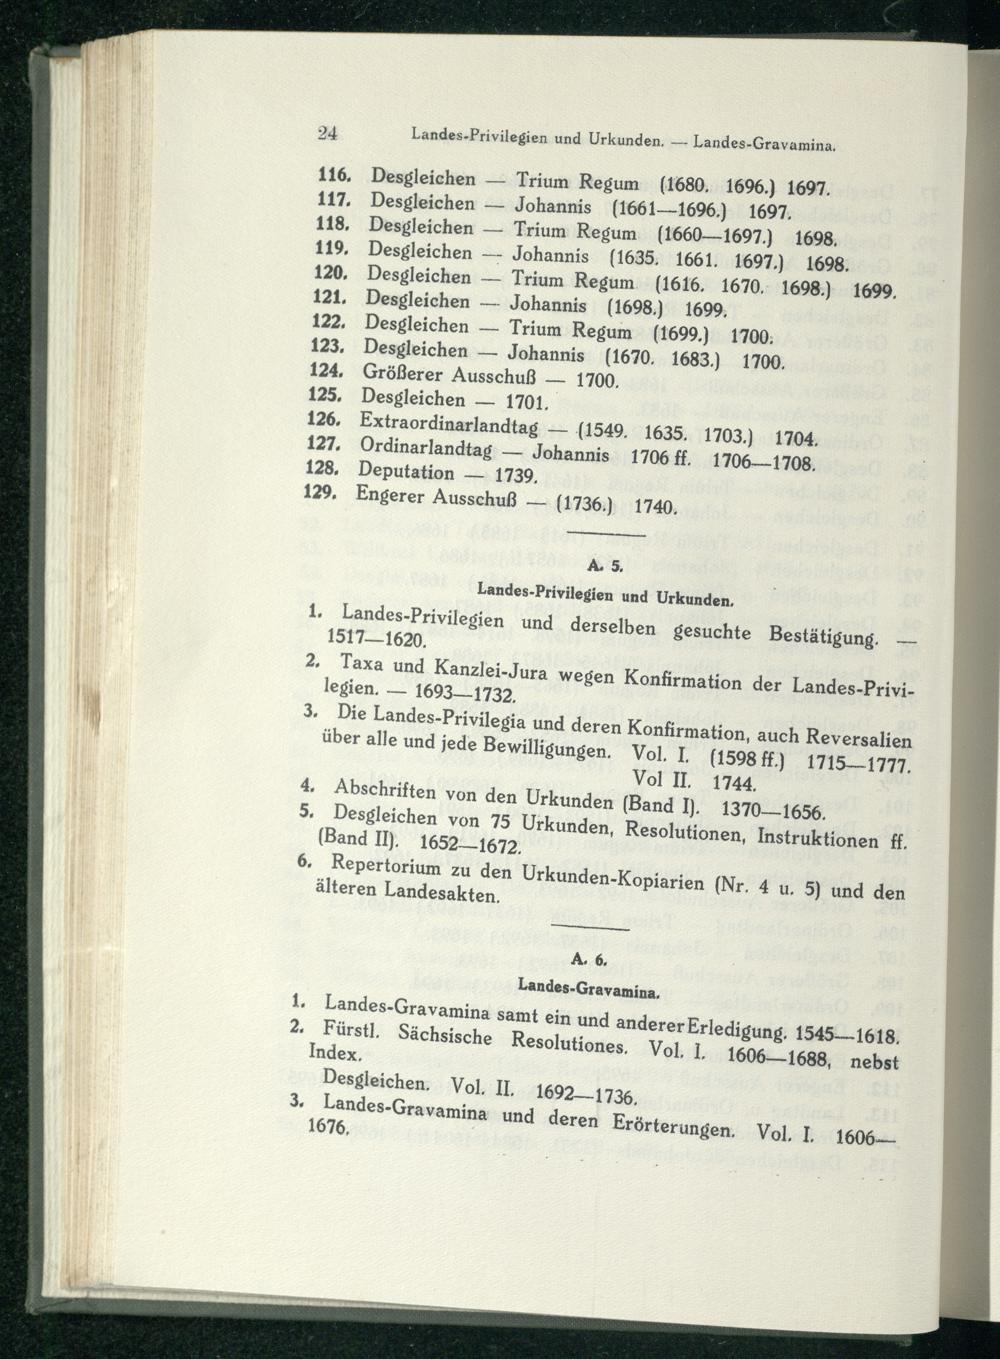 24 Landes-Privilegien und Urkunden. — Landes-Gravamina.
116. Desgleichen — Trium Regum (1680. 1696.) 1697.
117. Desgleichen — Johannis (1661—1696.) 1697.
118. Desgleichen — Trium Regum (1660—1697.) 1698.
119. Desgleichen — Johannis (1635. 1661. 1697.) 1698.
120. Desgleichen — Trium Regum (1616. 1670. 1698.) 1699.
121. Desgleichen — Johannis (1698.) 1699.
122. Desgleichen — Trium Regum (1699.) 1700.
123. Desgleichen — Johannis (1670. 1683.) 1700.
124. Größerer Ausschuß — 1700.
125. Desgleichen — 1701.
126. Extraordinarlandtag — (1549. 1635. 1703.) 1704.
127. Ordinarlandtag — Johannis 1706 ff. 1706—1708.
128. Deputation — 1739.
129. Engerer Ausschuß — (1736.) 1740.
A. 5.
Landes-Privilegien und Urkunden.
1. Landes-Privilegien und derselben gesuchte Bestätigung. —
1517—1620.
2. Taxa und Kanzlei-Jura wegen Konfirmation der Landes-Privi-
legien. — 1693—1732.
3. Die Landes-Privilegia und deren Konfirmation, auch Reversalien
über alle und jede Bewilligungen. Vol. I. (1598 ff.) 1715—1777.
Vol II. 1744.
4. Abschriften von den Urkunden (Band I). 1370—1656.
5. Desgleichen von 75 Urkunden, Resolutionen, Instruktionen ff.
(Band II). 1652—1672.
6. Repertorium zu den Urkunden-Kopiarien (Nr. 4 u. 5) und den
älteren Landesakten.
A. 6.
Landes-Gravamina.
1. Landes-Gravamina samt ein und anderer Erledigung. 1545—1618.
2. Fürstl. Sächsische Resolutiones. Vol. I. 1606—1688, nebst
Index.
Desgleichen. Vol. II. 1692—1736.
3. Landes-Gravamina und deren Erörterungen. Vol. I. 1606—
1676.